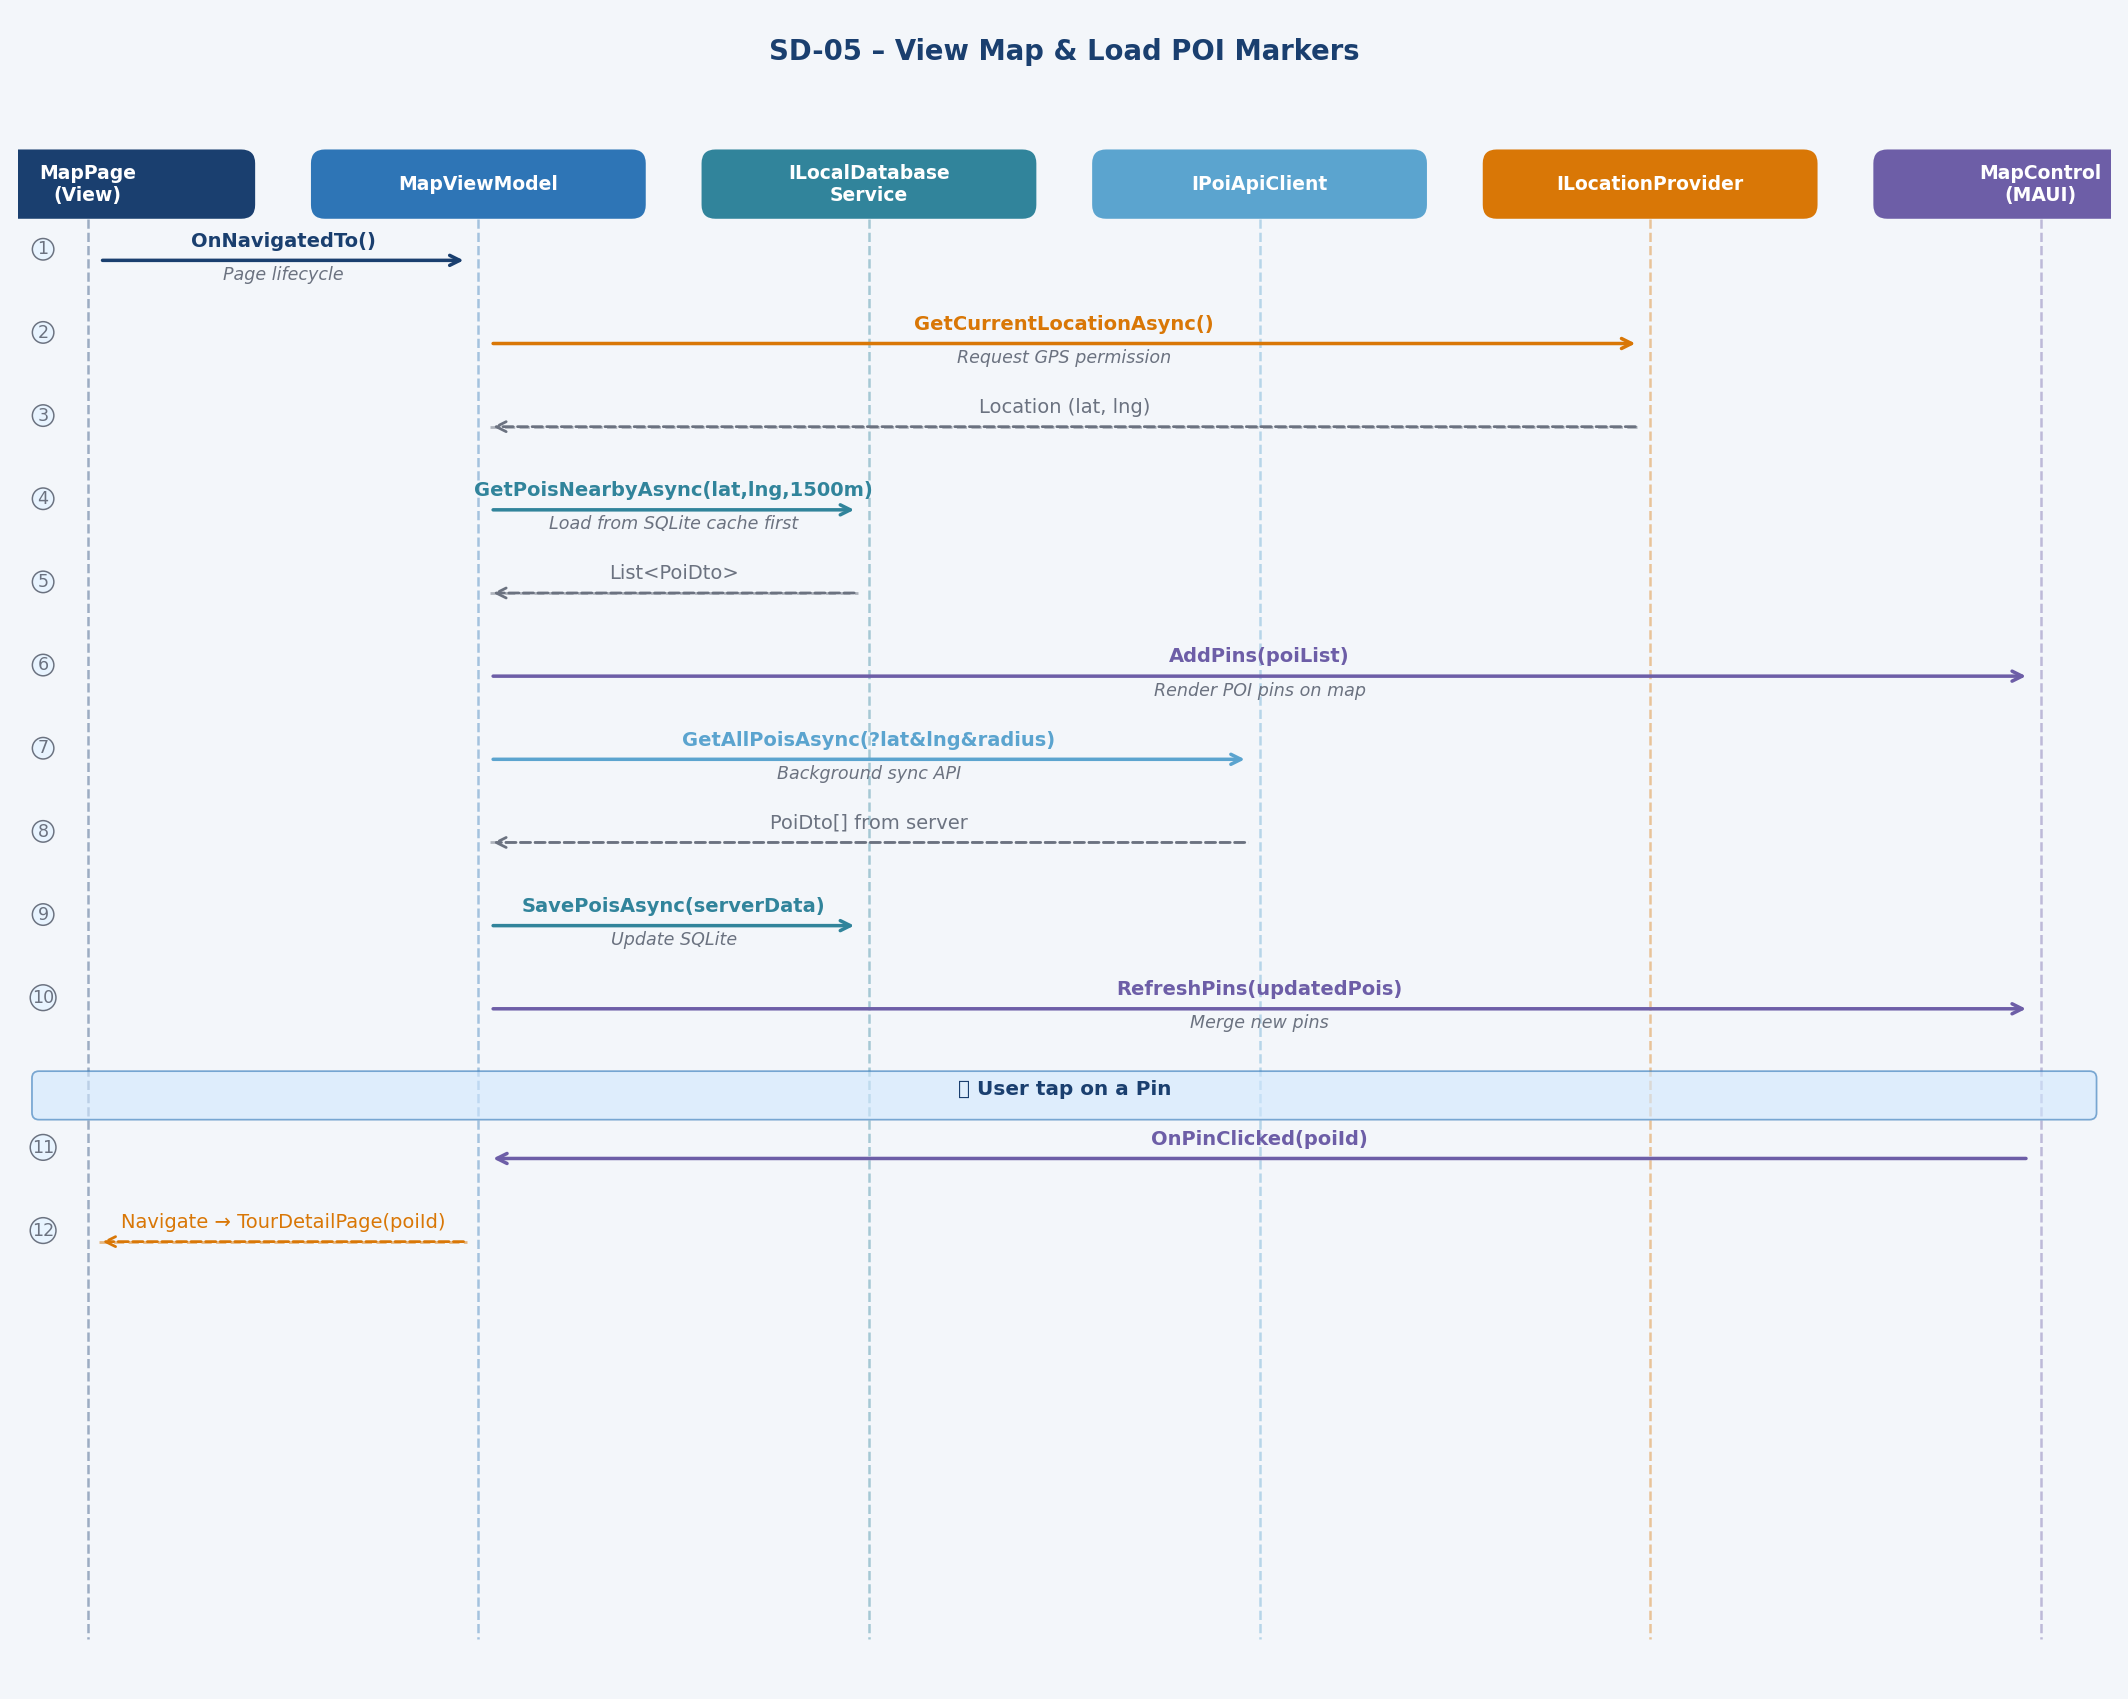 SD-05 – View Map & Load POI Markers
MapPage
(View)
MapViewModel
ILocalDatabase
Service
IPoiApiClient
ILocationProvider
MapControl
(MAUI)
1
OnNavigatedTo()
Page lifecycle
2
GetCurrentLocationAsync()
Request GPS permission
3
Location (lat, lng)
4
GetPoisNearbyAsync(lat,lng,1500m)
Load from SQLite cache first
5
List<PoiDto>
6
AddPins(poiList)
Render POI pins on map
7
GetAllPoisAsync(?lat&lng&radius)
Background sync API
8
PoiDto[] from server
9
SavePoisAsync(serverData)
Update SQLite
10
RefreshPins(updatedPois)
Merge new pins
User tap on a Pin
11
OnPinClicked(poiId)
12
Navigate → TourDetailPage(poiId)